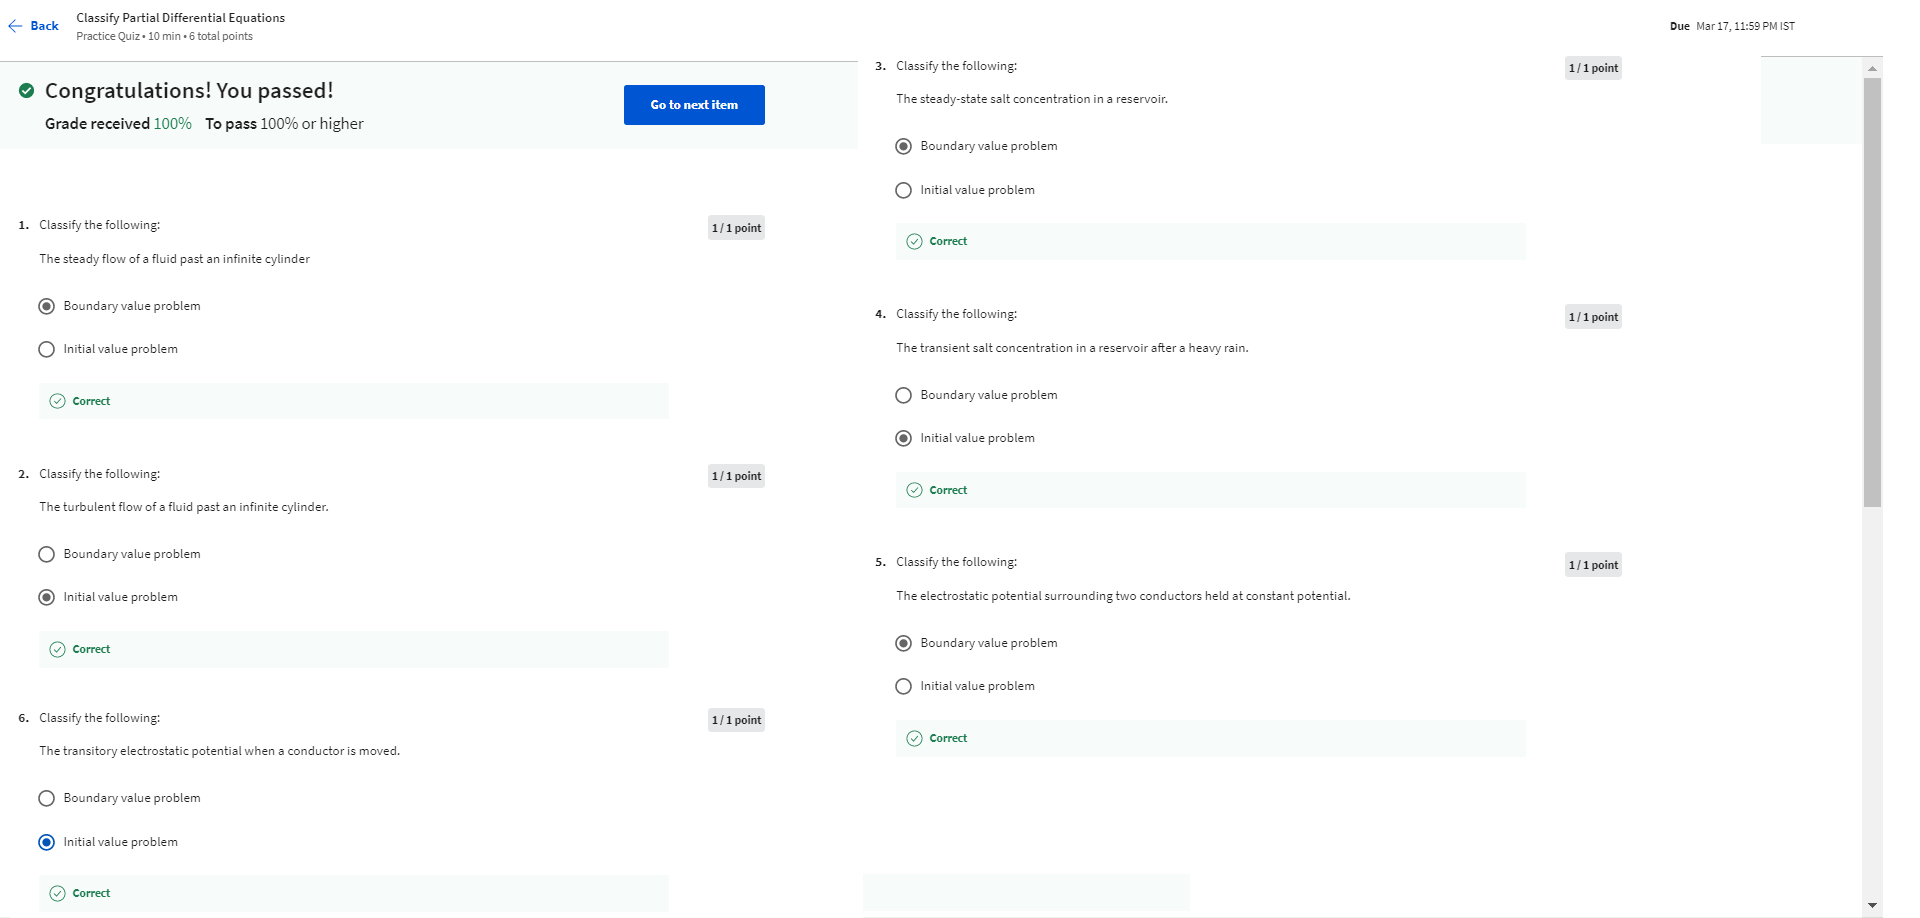 Back
Classify Partial Differential Equations
Practice Quiz • 10 min • 6 total points
Due Mar 17, 11:59 PM IST
Congratulations! You passed!
Grade received 100% To pass 100% or higher
Go to next item
1. Classify the following:
1 / 1 point
The steady flow of a fluid past an infinite cylinder
Boundary value problem
Initial value problem
Correct
2. Classify the following:
1 / 1 point
The turbulent flow of a fluid past an infinite cylinder.
Boundary value problem
Initial value problem
Correct
6. Classify the following:
1 / 1 point
The transitory electrostatic potential when a conductor is moved.
Boundary value problem
Initial value problem
Correct
3. Classify the following:
1 / 1 point
The steady-state salt concentration in a reservoir.
Boundary value problem
Initial value problem
Correct
4. Classify the following:
1 / 1 point
The transient salt concentration in a reservoir after a heavy rain.
Boundary value problem
Initial value problem
Correct
5. Classify the following:
1 / 1 point
The electrostatic potential surrounding two conductors held at constant potential.
Boundary value problem
Initial value problem
Correct